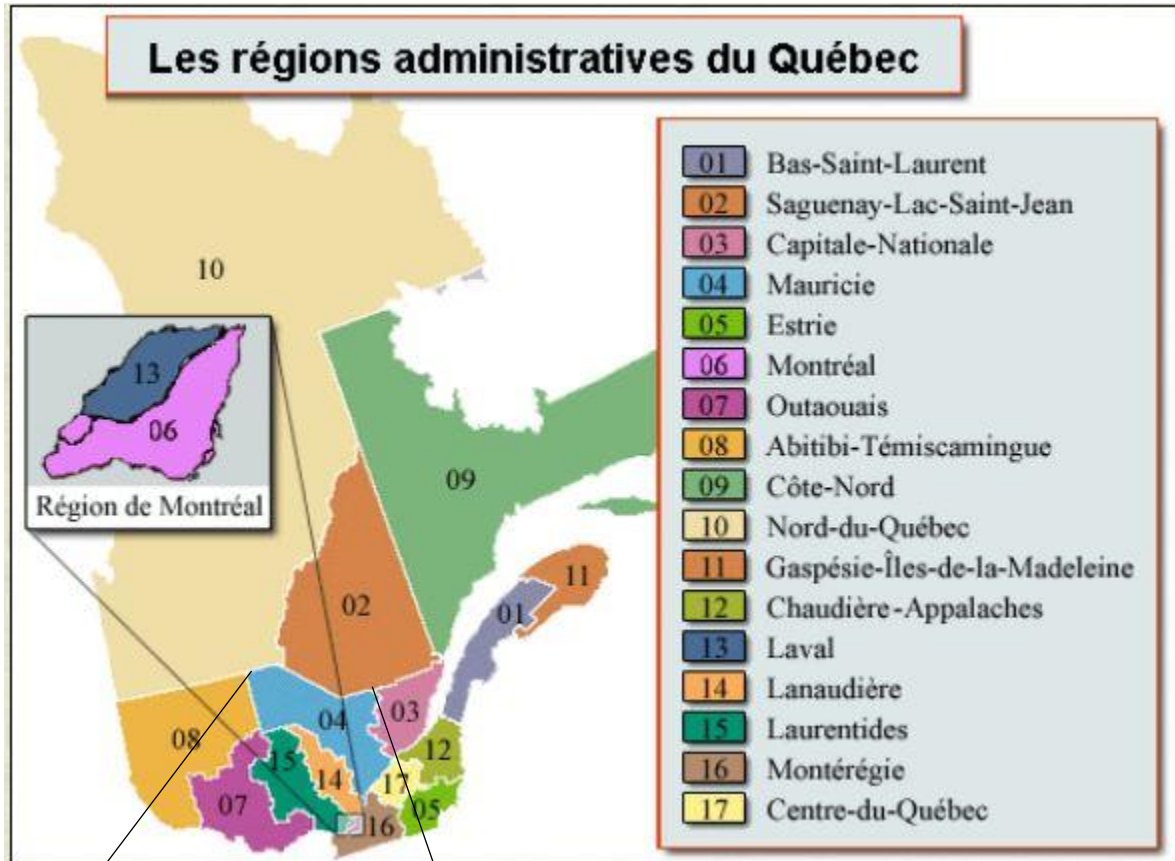 Les régions administratives du Québec
01 Bas-Saint-Laurent
02 Saguenay-Lac-Saint-Jean
03 Capitale-Nationale
04 Mauricie
05 Estrie
06 Montréal
07 Outaouais
08 Abitibi-Témiscamingue
09 Côte-Nord
10 Nord-du-Québec
11 Gaspésie-Îles-de-la-Madeleine
12 Chaudière-Appalaches
13 Laval
14 Lanaudière
15 Laurentides
16 Montérégie
17 Centre-du-Québec
10
13
06
Région de Montréal
09
11
02
01
03
04
08
12
15
14
17
07
05
16